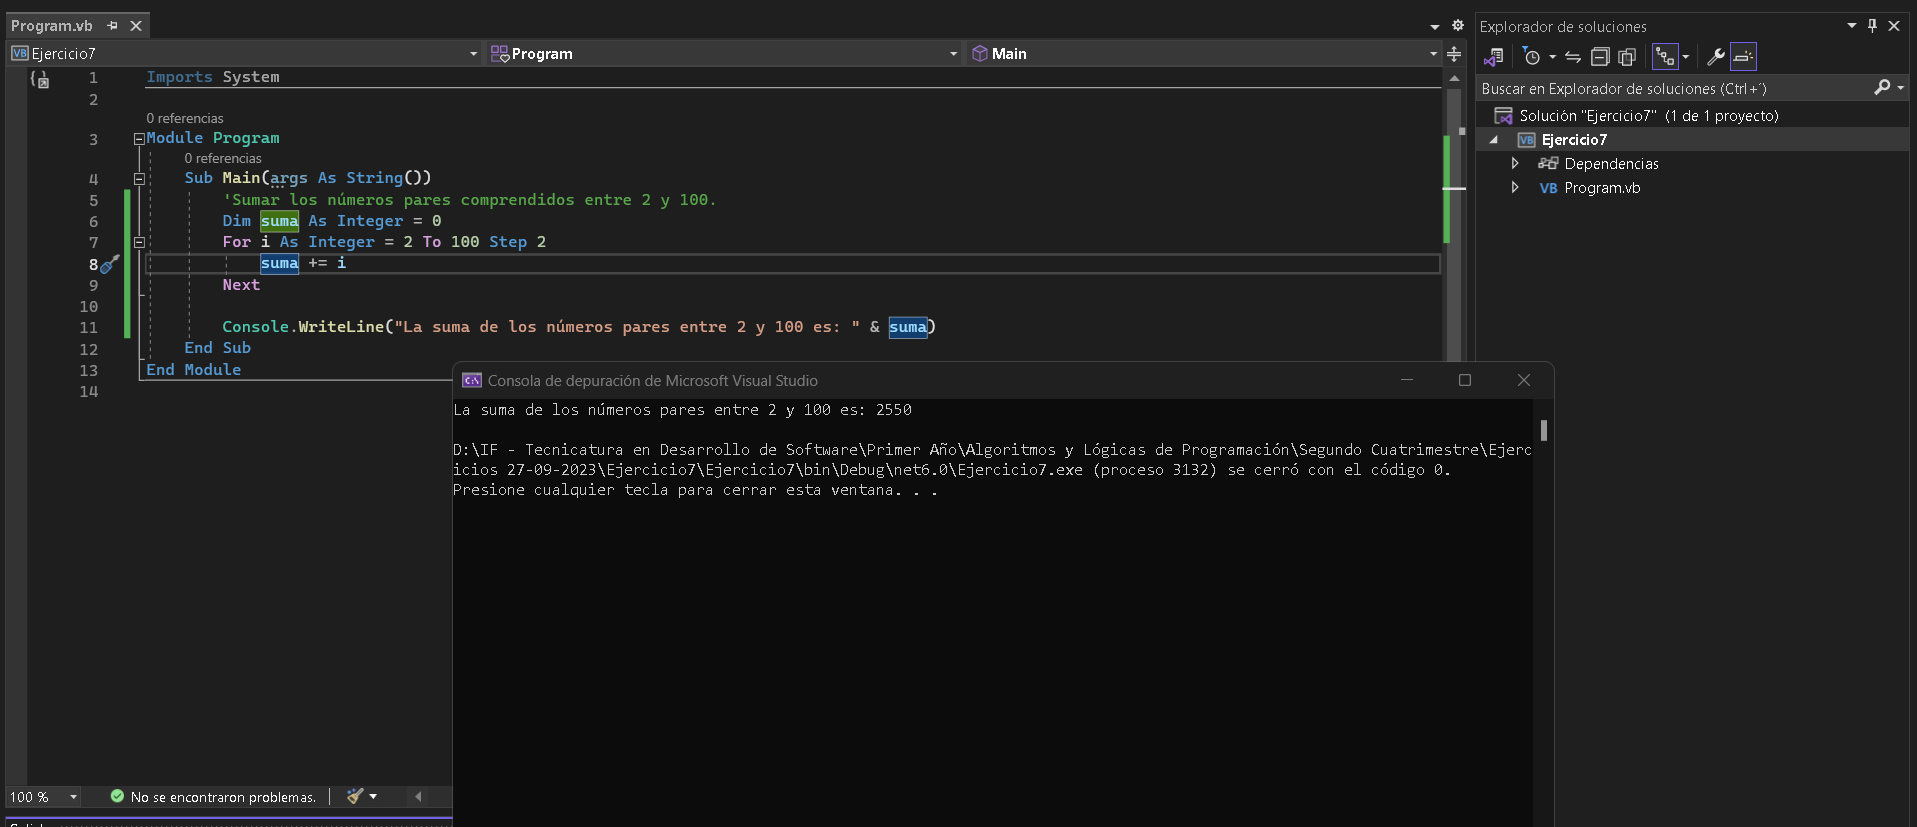 Program.vb
Ejercicio7
Program
Main
1 Imports System
2
0 referencias
3 Module Program
0 referencias
4 Sub Main(args As String())
5 'Sumar los números pares comprendidos entre 2 y 100.
6 Dim suma As Integer = 0
7 For i As Integer = 2 To 100 Step 2
8 suma += i
9 Next
10
11 Console.WriteLine("La suma de los números pares entre 2 y 100 es: " & suma)
12 End Sub
13 End Module
14
100 %
No se encontraron problemas.
Consola de depuración de Microsoft Visual Studio
La suma de los números pares entre 2 y 100 es: 2550
D:\IF - Tecnicatura en Desarrollo de Software\Primer Año\Algoritmos y Lógicas de Programación\Segundo Cuatrimestre\Ejerc
icios 27-09-2023\Ejercicio7\Ejercicio7\bin\Debug\net6.0\Ejercicio7.exe (proceso 3132) se cerró con el código 0.
Presione cualquier tecla para cerrar esta ventana. . .
Explorador de soluciones
Buscar en Explorador de soluciones (Ctrl+´)
Solución "Ejercicio7" (1 de 1 proyecto)
Ejercicio7
Dependencias
VB Program.vb